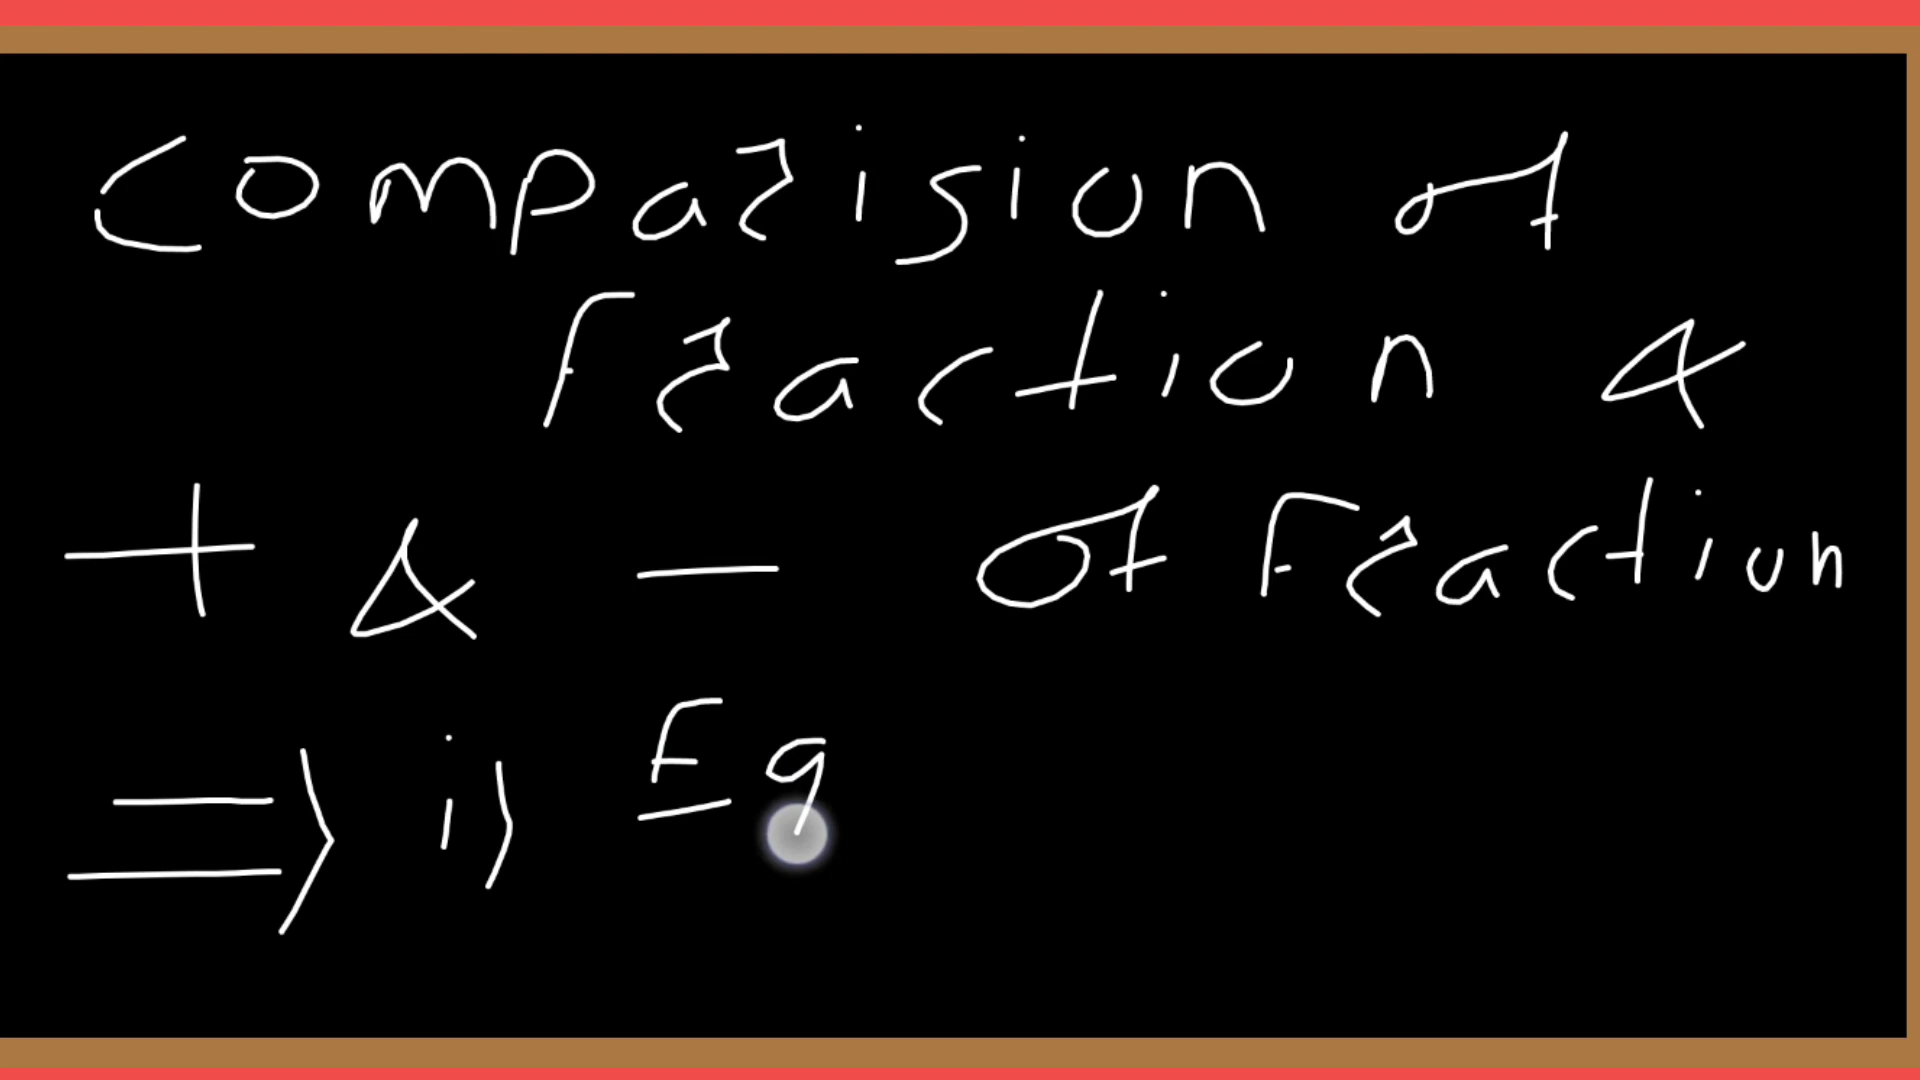 Comparision of
fraction &
+ & - of Fraction
=> i) Eg